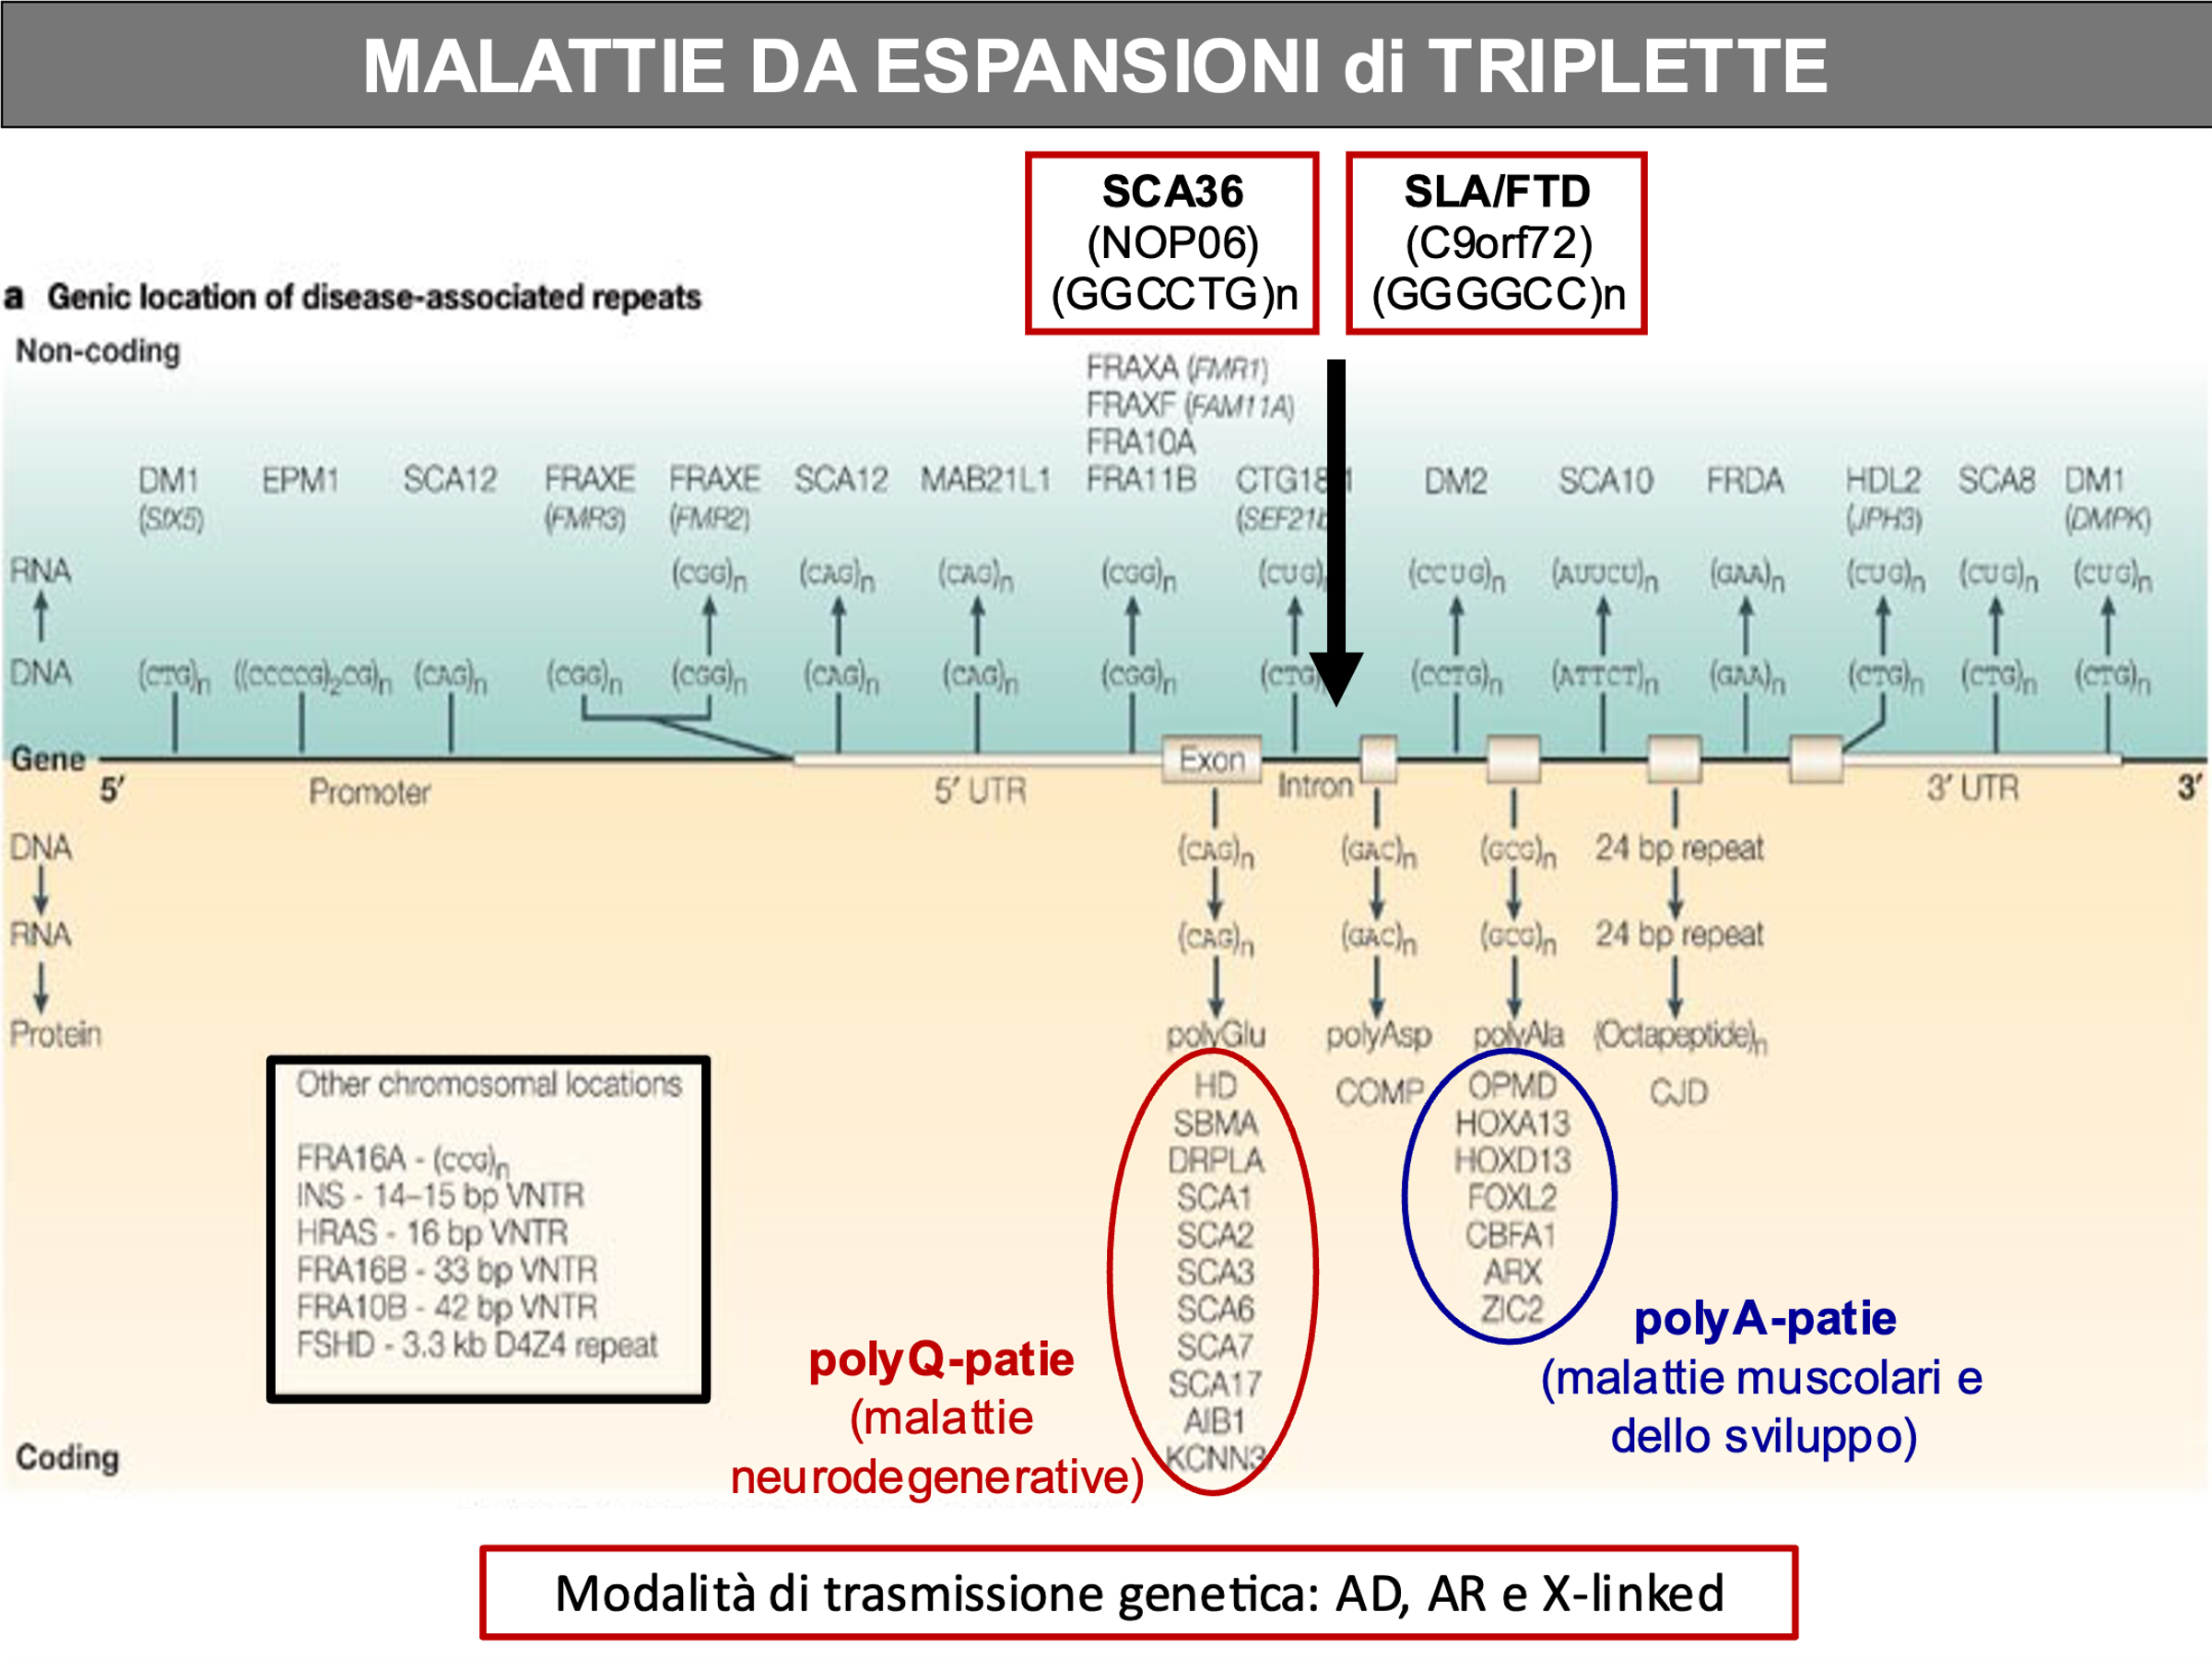 MALATTIE DA ESPANSIONI di TRIPLETTE
SCA36
(NOP06)
(GGCCTG)n
SLA/FTD
(C9orf72)
(GGGGCC)n
a Genic location of disease-associated repeats
Non-coding
FRAXA (FMR1)
FRAXF (FAM11A)
FRA10A
DM1 EPM1 SCA12 FRAXE FRAXE SCA12 MAB21L1 FRA11B DM2 SCA10 FRDA HDL2 SCA8 DM1
(SIX5) (FMR3) (FMR2) (JPH3) (DMPK)
RNA (CGG)n (CAG)n (CAG)n (CGG)n (CUG)n (CCUG)n (AUUCU)n (GAA)n (CUG)n (CUG)n (CUG)n
DNA (CTG)n ((CCCCG)2CG)n (CAG)n (CGG)n (CGG)n (CAG)n (CAG)n (CGG)n (CTG) (CCTG)n (ATTCT)n (GAA)n (CTG)n (CTG)n (CTG)n
Gene Exon
5′ Promoter 5′ UTR Intron 3′ UTR 3′
DNA (CAG)n (GAC)n (GCG)n 24 bp repeat
RNA (CAG)n (GAC)n (GCG)n 24 bp repeat
Protein polyGlu polyAsp polyAla (Octapeptide)n
HD COMP OPMD CJD
SBMA HOXA13
DRPLA HOXD13
SCA1 FOXL2
SCA2 CBFA1
SCA3 ARX
SCA6 ZIC2
SCA7
SCA17
AIB1
KCNN3
Other chromosomal locations
FRA16A - (CCG)n
INS - 14–15 bp VNTR
HRAS - 16 bp VNTR
FRA16B - 33 bp VNTR
FRA10B - 42 bp VNTR
FSHD - 3.3 kb D4Z4 repeat
polyQ-patie
(malattie
neurodegenerative)
polyA-patie
(malattie muscolari e
dello sviluppo)
Coding
Modalità di trasmissione genetica: AD, AR e X-linked